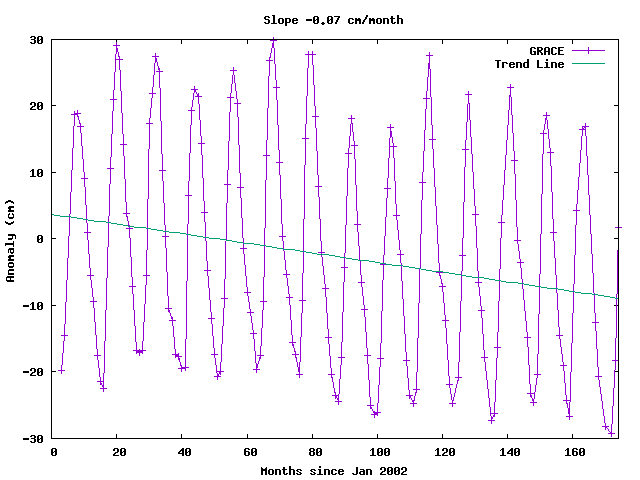 Slope -0.07 cm/month
GRACE
Trend Line
30
20
10
0
-10
-20
-30
Anomaly (cm)
0 20 40 60 80 100 120 140 160
Months since Jan 2002